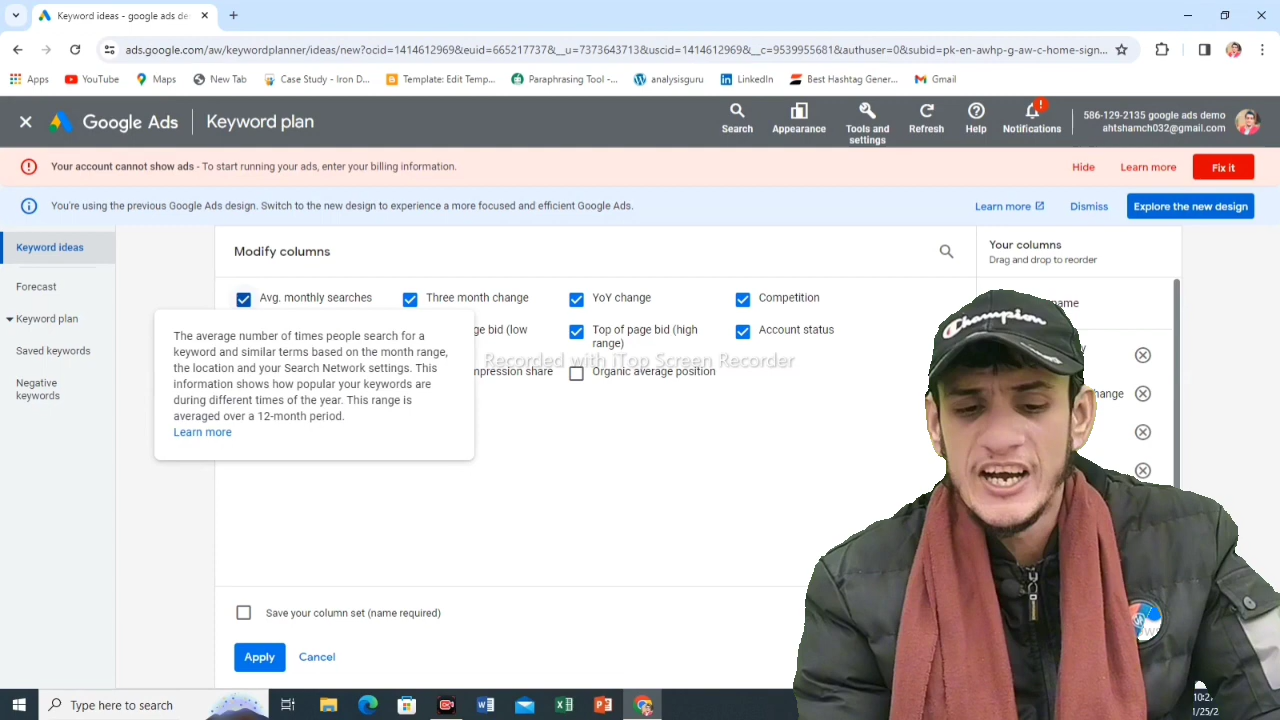 Keyword ideas - google ads de
ads.google.com/aw/keywordplanner/ideas/new?ocid=1414612969&euid=665217737&__u=7373643713&uscid=1414612969&__c=9539955681&authuser=0&subid=pk-en-awhp-g-aw-c-home-sign...
Apps YouTube Maps New Tab Case Study - Iron D... Template: Edit Temp... Paraphrasing Tool -... analysisguru LinkedIn Best Hashtag Gener... Gmail
Google Ads Keyword plan
Search Appearance Tools and settings Refresh Help Notifications
586-129-2135 google ads demo
ahtshamch032@gmail.com
Your account cannot show ads - To start running your ads, enter your billing information.
Hide Learn more Fix it
You're using the previous Google Ads design. Switch to the new design to experience a more focused and efficient Google Ads.
Learn more Dismiss Explore the new design
Keyword ideas
Forecast
Keyword plan
Saved keywords
Negative
keywords
Modify columns
Your columns
Drag and drop to reorder
Avg. monthly searches Three month change YoY change Competition
ge bid (low
Top of page bid (high
range)
Account status
mpression share Organic average position
The average number of times people search for a
keyword and similar terms based on the month range,
the location and your Search Network settings. This
information shows how popular your keywords are
during different times of the year. This range is
averaged over a 12-month period.
Learn more
Recorded with iTop Screen Recorder
name
hange
Champion
Save your column set (name required)
Apply Cancel
Type here to search
10:2
1/25/2